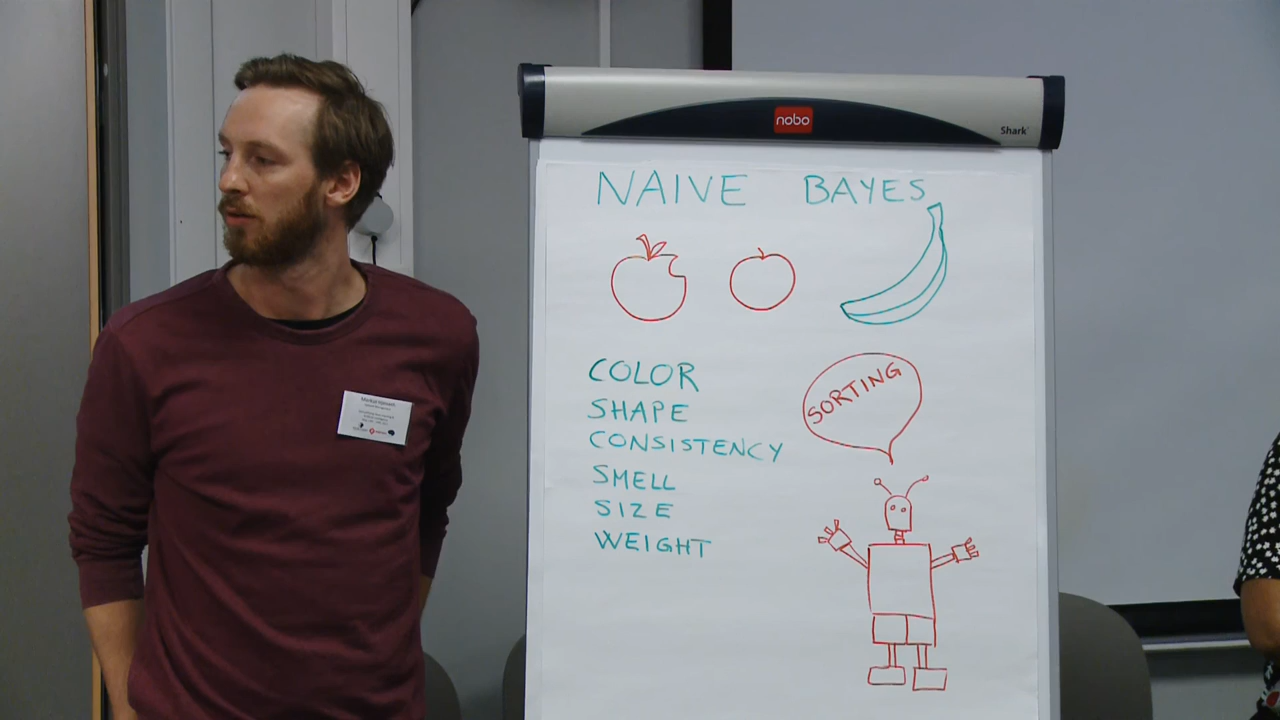 nobo
Shark
NAIVE BAYES
COLOR
SHAPE
CONSISTENCY
SMELL
SIZE
WEIGHT
SORTING